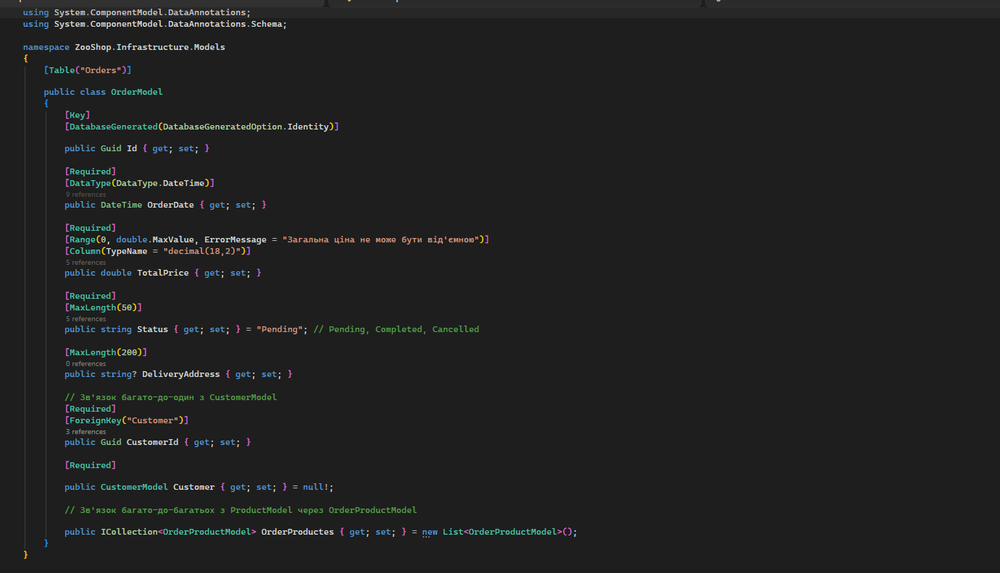 using System.ComponentModel.DataAnnotations;
using System.ComponentModel.DataAnnotations.Schema;
namespace ZooShop.Infrastructure.Models
{
[Table("Orders")]
public class OrderModel
{
[Key]
[DatabaseGenerated(DatabaseGeneratedOption.Identity)]
public Guid Id { get; set; }
[Required]
[DataType(DataType.DateTime)]
9 references
public DateTime OrderDate { get; set; }
[Required]
[Range(0, double.MaxValue, ErrorMessage = "Загальна ціна не може бути від'ємною")]
[Column(TypeName = "decimal(18,2)")]
5 references
public double TotalPrice { get; set; }
[Required]
[MaxLength(50)]
5 references
public string Status { get; set; } = "Pending"; // Pending, Completed, Cancelled
[MaxLength(200)]
0 references
public string? DeliveryAddress { get; set; }
// Зв'язок багато-до-один з CustomerModel
[Required]
[ForeignKey("Customer")]
3 references
public Guid CustomerId { get; set; }
[Required]
public CustomerModel Customer { get; set; } = null!;
// Зв'язок багато-до-багатьох з ProductModel через OrderProductModel
public ICollection<OrderProductModel> OrderProductes { get; set; } = new List<OrderProductModel>();
}
}